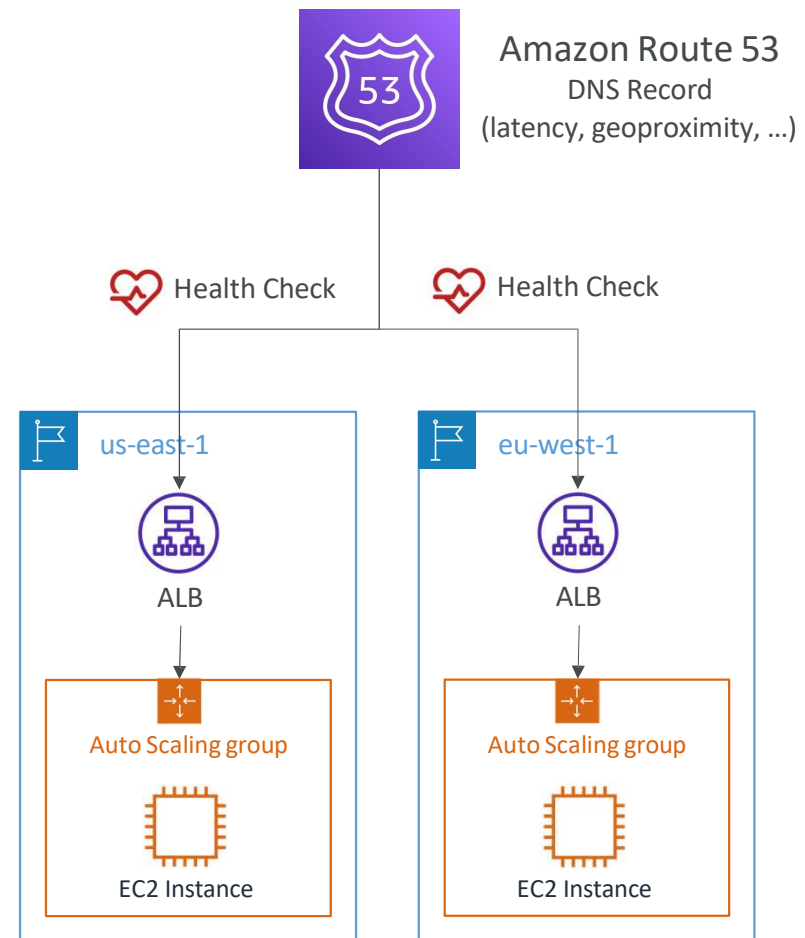 53
Amazon Route 53
DNS Record
(latency, geoproximity, …)
Health Check
Health Check
us-east-1
eu-west-1
ALB
ALB
Auto Scaling group
Auto Scaling group
EC2 Instance
EC2 Instance